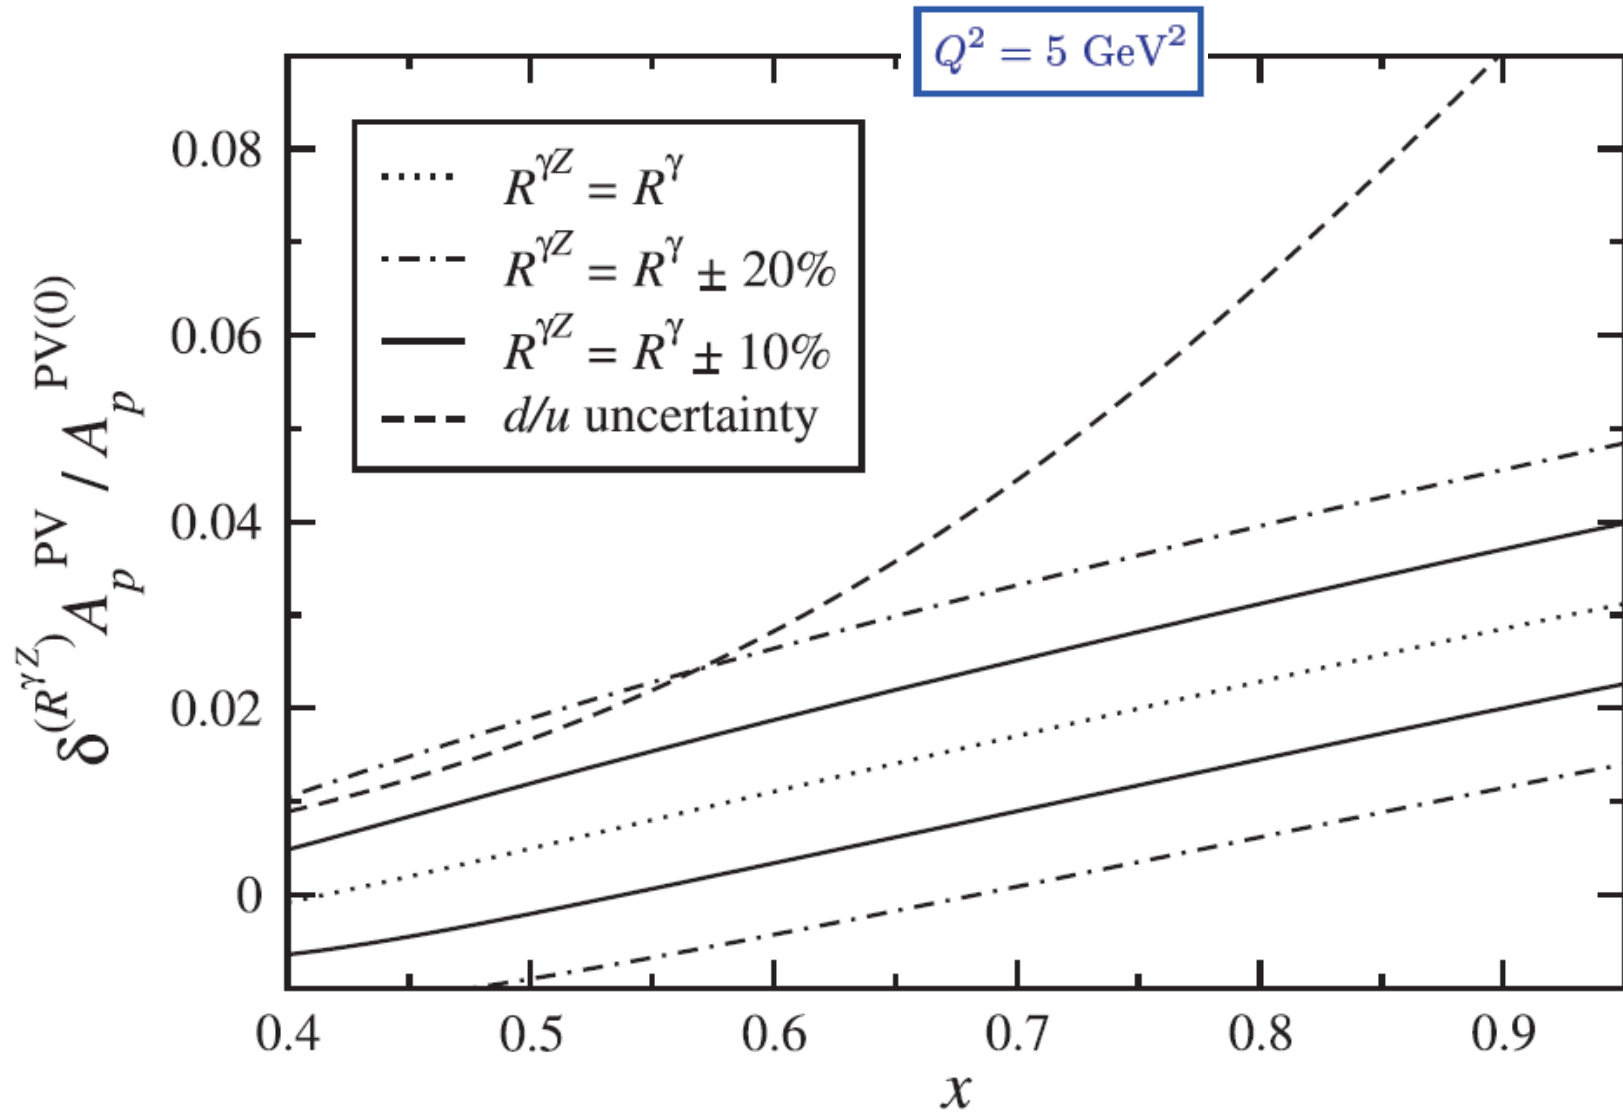 Q² = 5 GeV²
R^γZ = R^γ
R^γZ = R^γ ± 20%
R^γZ = R^γ ± 10%
d/u uncertainty
δ^(R^γZ) A_p^PV / A_p^PV(0)
0.08
0.06
0.04
0.02
0
0.4 0.5 0.6 0.7 0.8 0.9
x